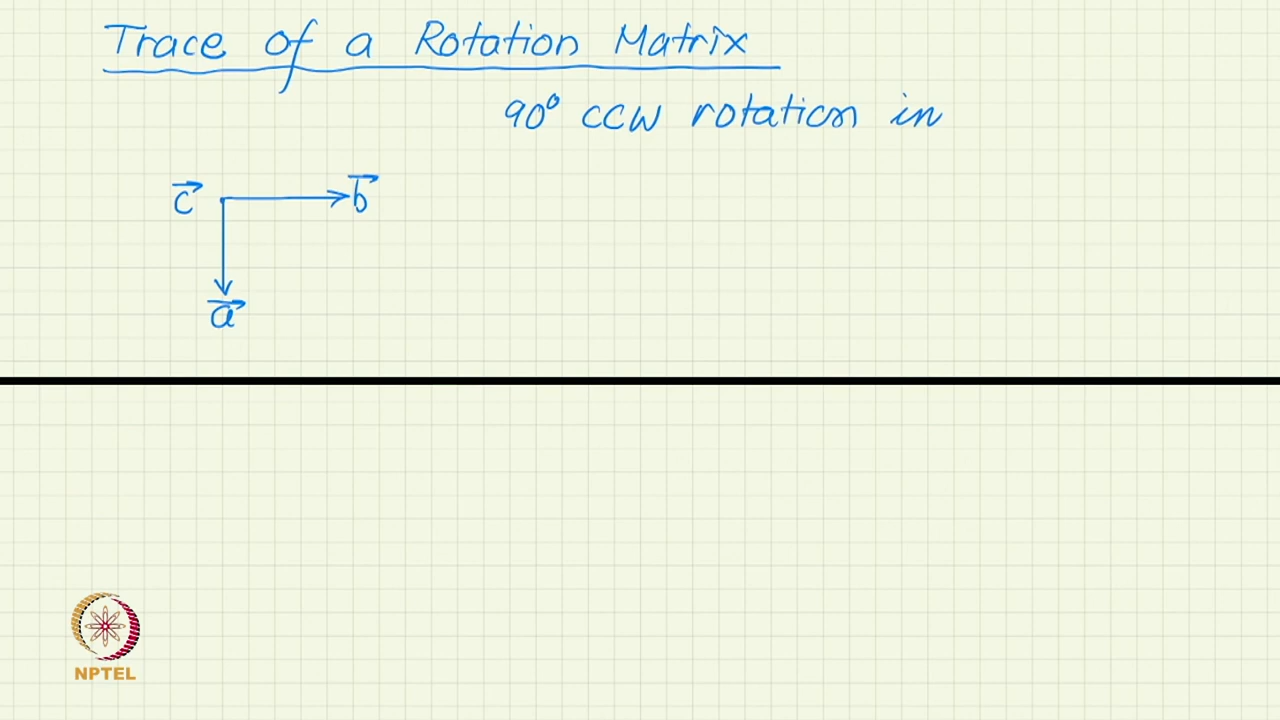 Trace of a Rotation Matrix
90° CCW rotation in
c⃗ b⃗
a⃗
NPTEL